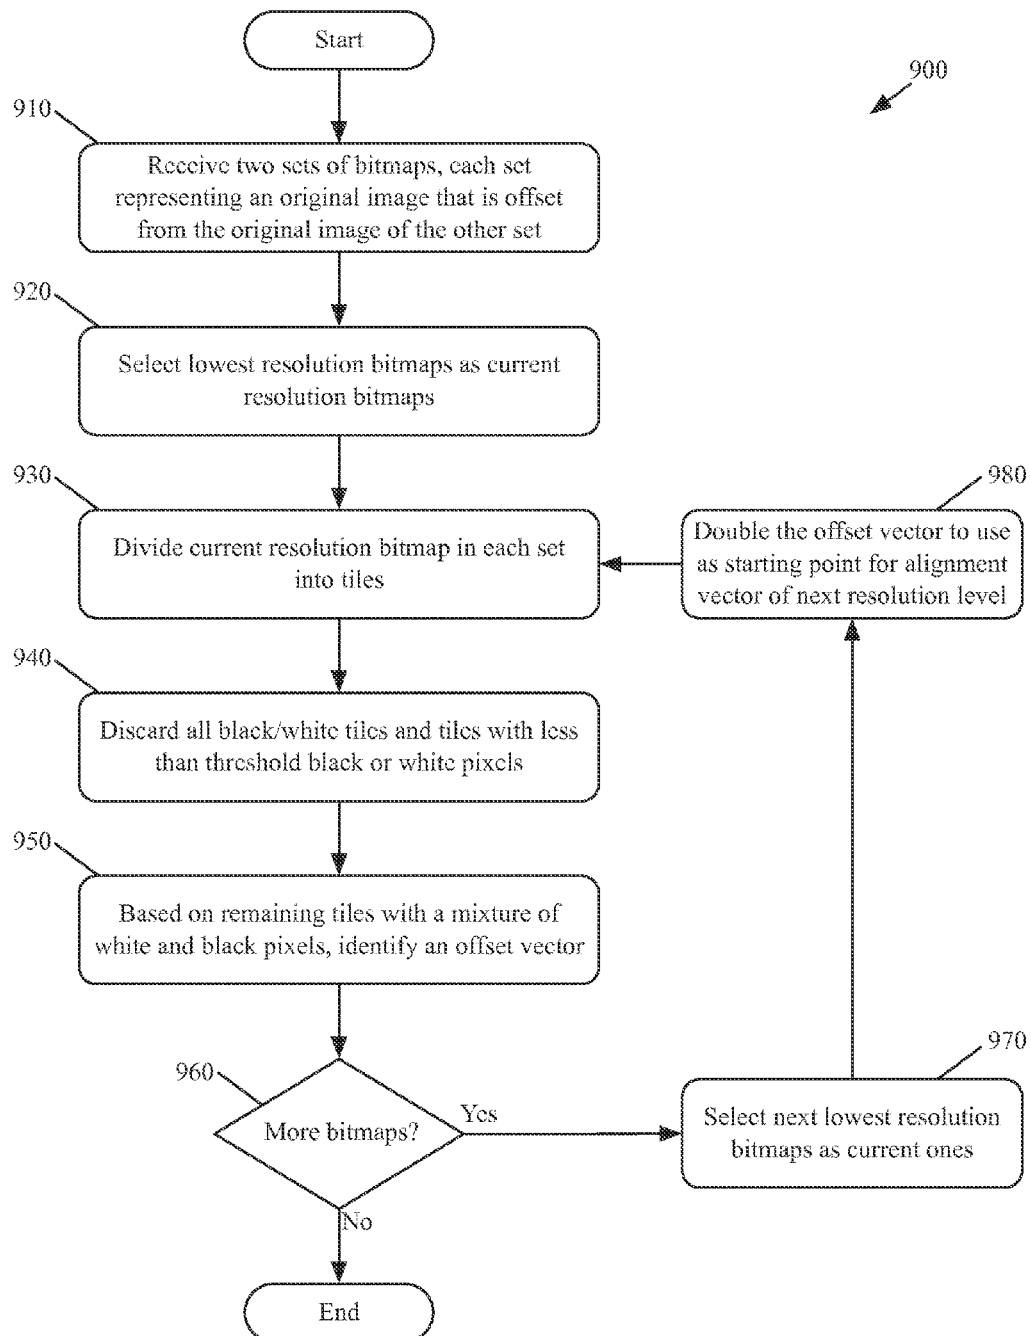 Start
900
910
Receive two sets of bitmaps, each set
representing an original image that is offset
from the original image of the other set
920
Select lowest resolution bitmaps as current
resolution bitmaps
930
Divide current resolution bitmap in each set
into tiles
980
Double the offset vector to use
as starting point for alignment
vector of next resolution level
940
Discard all black/white tiles and tiles with less
than threshold black or white pixels
950
Based on remaining tiles with a mixture of
white and black pixels, identify an offset vector
960
More bitmaps?
Yes
970
Select next lowest resolution
bitmaps as current ones
No
End